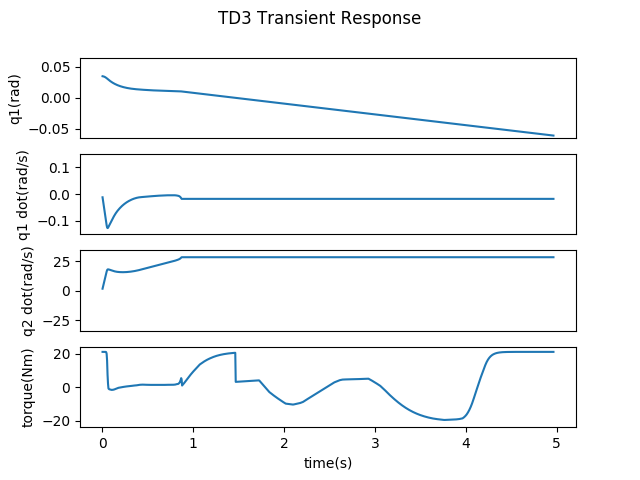 TD3 Transient Response
q1(rad)
0.05
0.00
−0.05
q1 dot(rad/s)
0.1
0.0
−0.1
q2 dot(rad/s)
25
0
−25
torque(Nm)
20
0
−20
0 1 2 3 4 5
time(s)